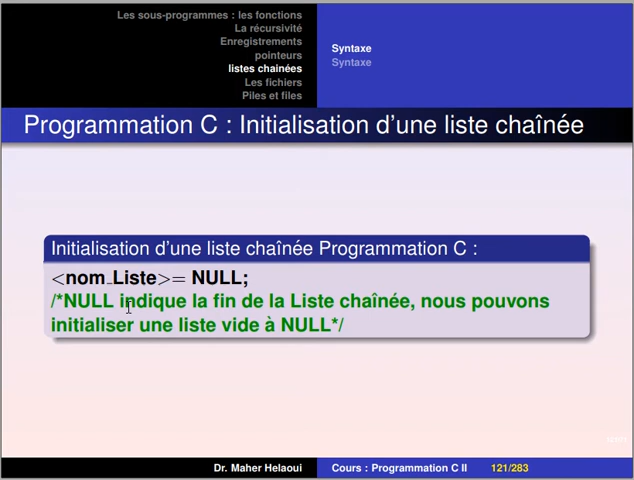 Les sous-programmes : les fonctions
La récursivité
Enregistrements
pointeurs
listes chainées
Les fichiers
Piles et files
Syntaxe
Syntaxe
Programmation C : Initialisation d'une liste chaînée
Initialisation d'une liste chaînée Programmation C :
<nom_Liste>= NULL;
/*NULL indique la fin de la Liste chaînée, nous pouvons
initialiser une liste vide à NULL*/
Dr. Maher Helaoui
Cours : Programmation C II
121/283